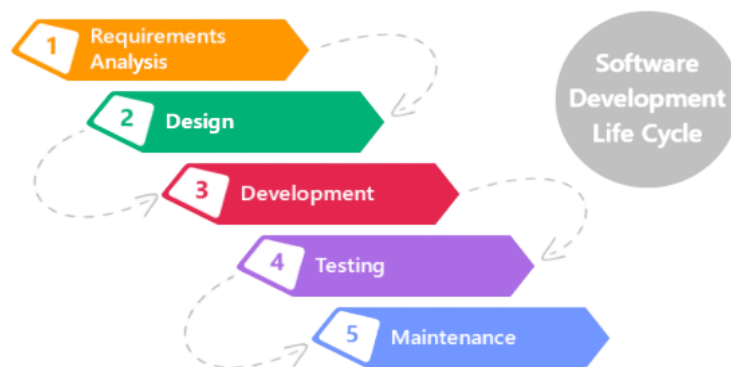 1
Requirements
Analysis
2
Design
3
Development
4
Testing
5
Maintenance
Software
Development
Life Cycle